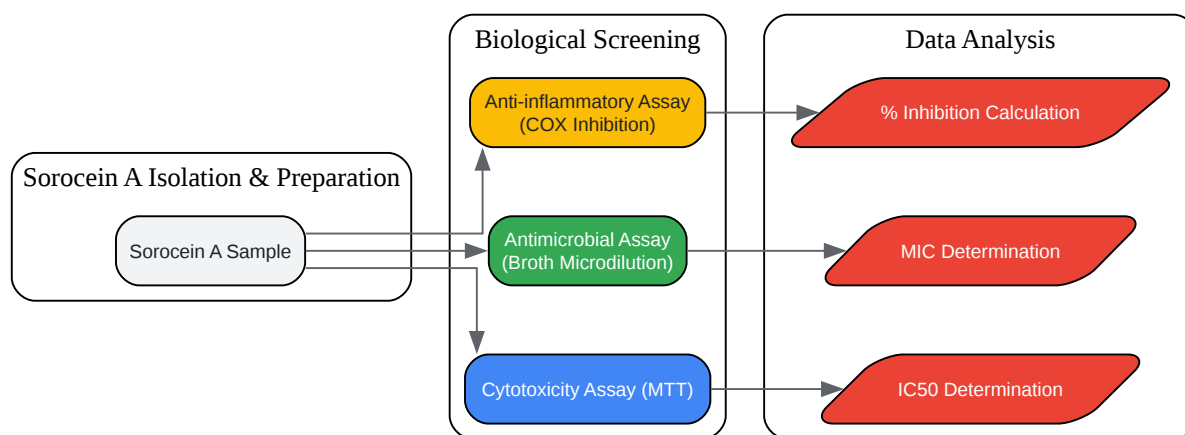 Sorocein A Isolation & Preparation
Sorocein A Sample
Biological Screening
Anti-inflammatory Assay
(COX Inhibition)
Antimicrobial Assay
(Broth Microdilution)
Cytotoxicity Assay (MTT)
Data Analysis
% Inhibition Calculation
MIC Determination
IC50 Determination